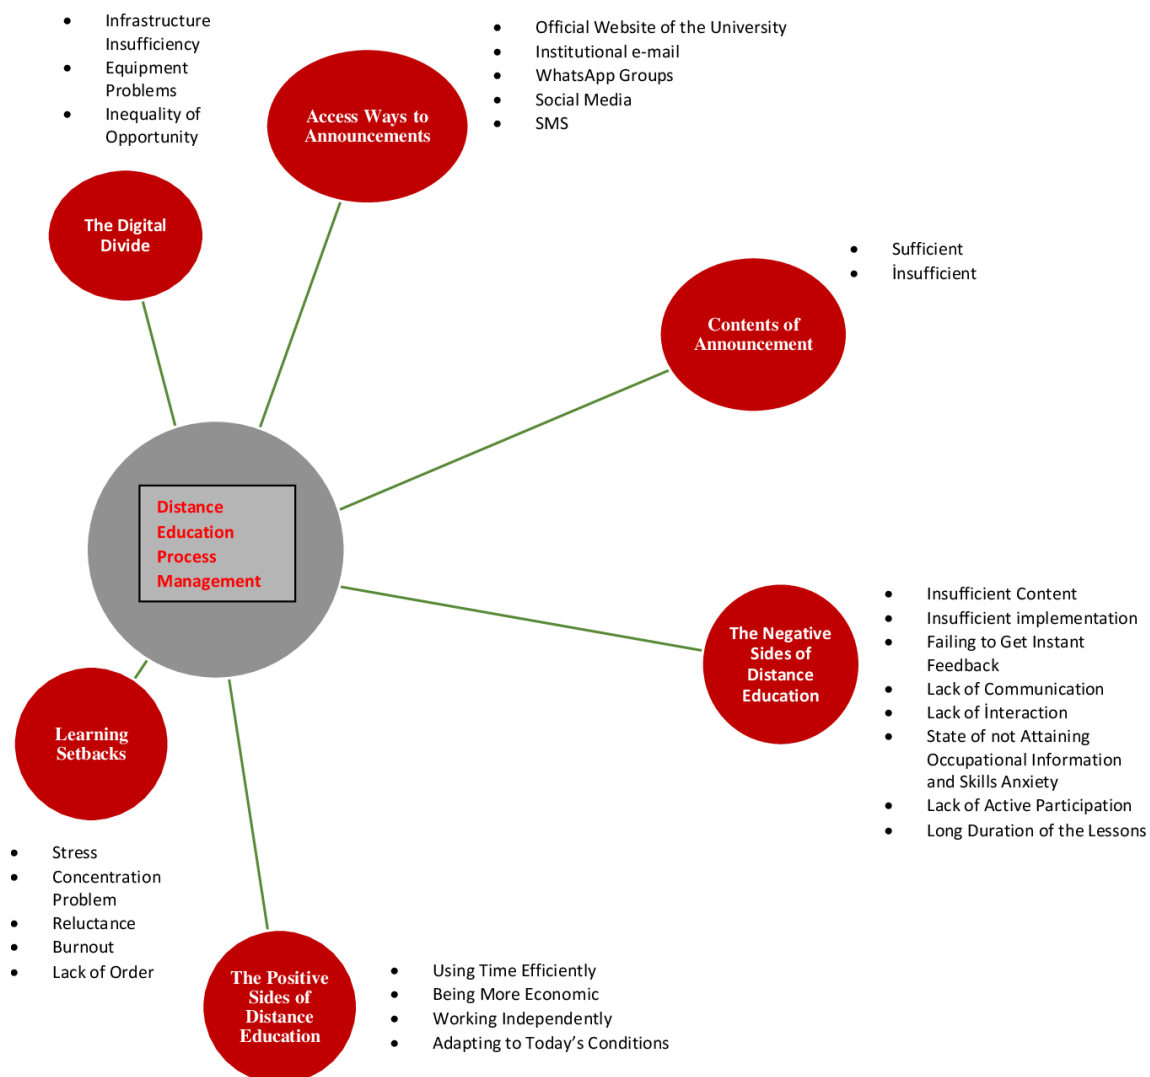 • Infrastructure
Insufficiency
• Equipment
Problems
• Inequality of
Opportunity
Access Ways to
Announcements
• Official Website of the University
• Institutional e-mail
• WhatsApp Groups
• Social Media
• SMS
The Digital
Divide
• Sufficient
• İnsufficient
Contents of
Announcement
Distance
Education
Process
Management
The Negative
Sides of
Distance
Education
• Insufficient Content
• Insufficient implementation
• Failing to Get Instant
Feedback
• Lack of Communication
• Lack of İnteraction
• State of not Attaining
Occupational Information
and Skills Anxiety
• Lack of Active Participation
• Long Duration of the Lessons
Learning
Setbacks
• Stress
• Concentration
Problem
• Reluctance
• Burnout
• Lack of Order
The Positive
Sides of
Distance
Education
• Using Time Efficiently
• Being More Economic
• Working Independently
• Adapting to Today’s Conditions